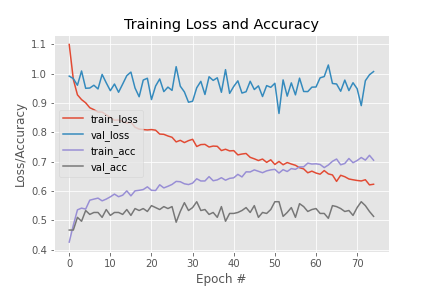 Training Loss and Accuracy
1.1
1.0
0.9
0.8
0.7
0.6
0.5
0.4
Loss/Accuracy
train_loss
val_loss
train_acc
val_acc
0 10 20 30 40 50 60 70
Epoch #